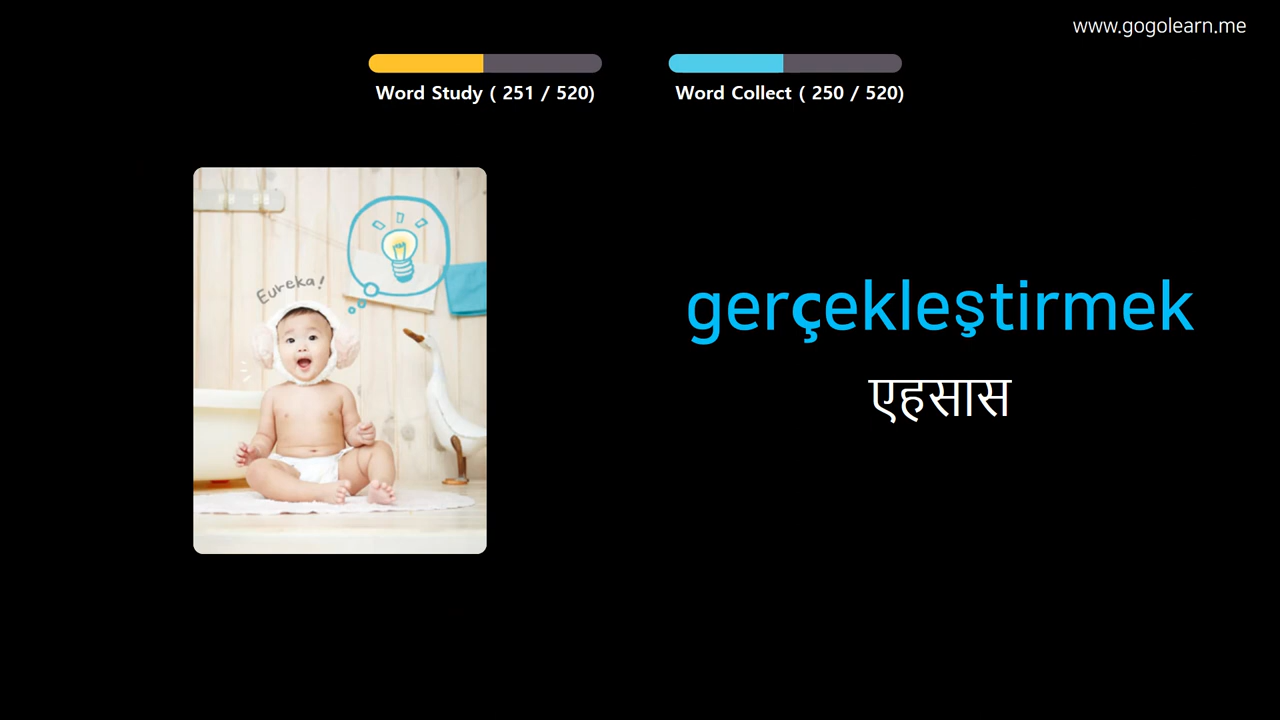 www.gogolearn.me
Word Study ( 251 / 520)
Word Collect ( 250 / 520)
Eureka!
gerçekleştirmek
एहसास